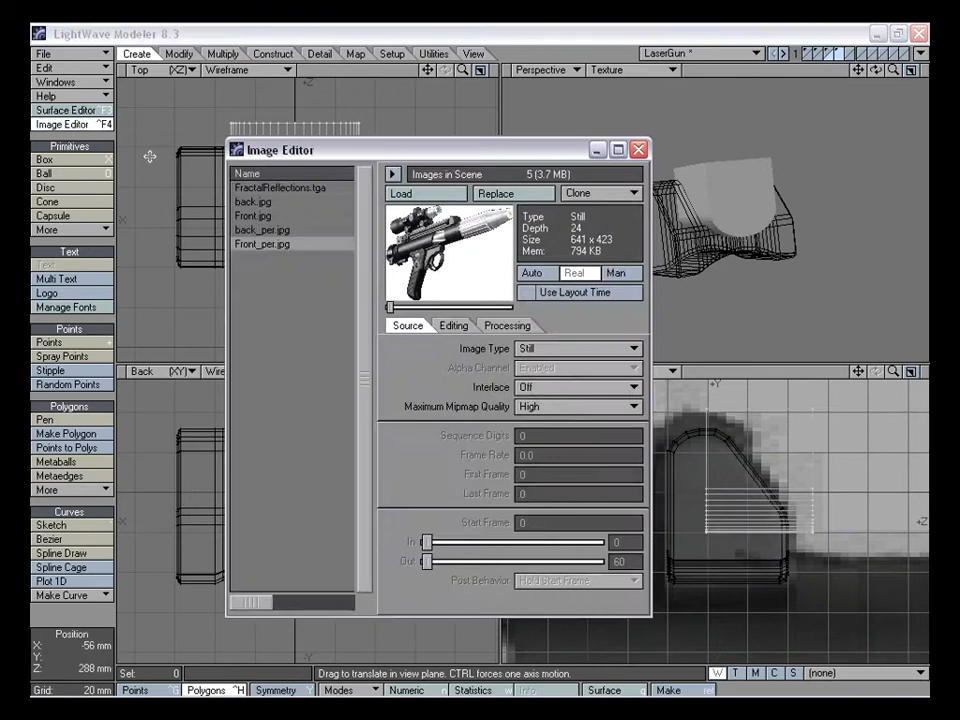 LightWave Modeler 8.3
File
Edit
Windows
Help
Surface Editor F3
Image Editor ^F4
Primitives
Box X
Ball O
Disc
Cone
Capsule
More
Text
Text
Multi Text
Logo
Manage Fonts
Points
Points +
Spray Points
Stipple
Random Points
Polygons
Pen
Make Polygon
Points to Polys
Metaballs
Metaedges
More
Curves
Sketch
Bezier
Spline Draw
Spline Cage
Plot 1D
Make Curve
Position
X: -56 mm
Y:
Z: 288 mm
Grid: 20 mm
Create Modify Multiply Construct Detail Map Setup Utilities View
LaserGun * 1
Top (XZ) Wireframe
Perspective Texture
Back (XY) Wire
+Z
+Y
Image Editor
Name
FractalReflections.tga
back.jpg
Front.jpg
back_per.jpg
Front_per.jpg
Images in Scene 5 (3.7 MB)
Load Replace Clone
Type Still
Depth 24
Size 641 x 423
Mem: 794 KB
Auto Real Man
Use Layout Time
Source Editing Processing
Image Type Still
Alpha Channel Enabled
Interlace Off
Maximum Mipmap Quality High
Sequence Digits 0
Frame Rate 0.0
First Frame 0
Last Frame 0
Start Frame 0
In 0
Out 60
Post Behavior Hold Start Frame
Sel: 0
Drag to translate in view plane. CTRL forces one axis motion.
W T M C S (none)
Points ^G Polygons ^H Symmetry Y Modes Numeric n Statistics w Info i Surface q Make ret